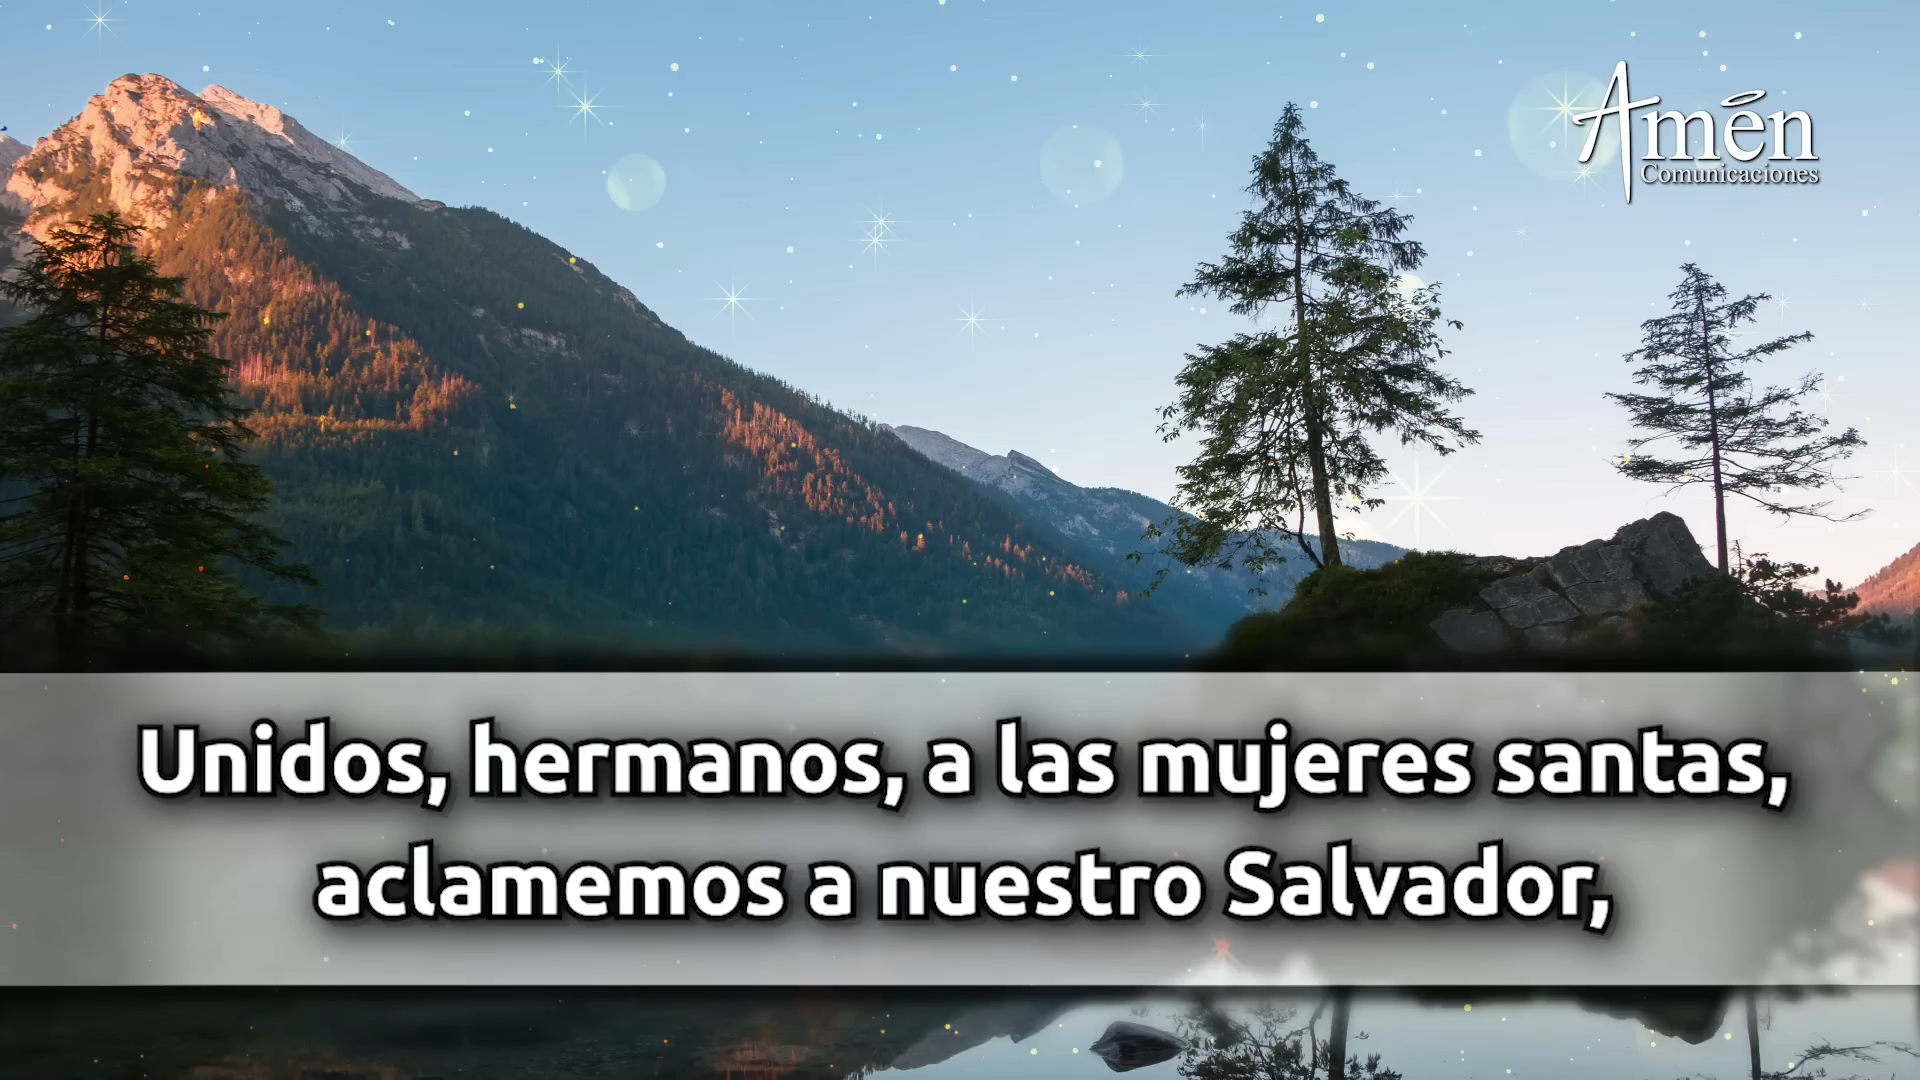 Amén
Comunicaciones
Unidos, hermanos, a las mujeres santas,
aclamemos a nuestro Salvador,